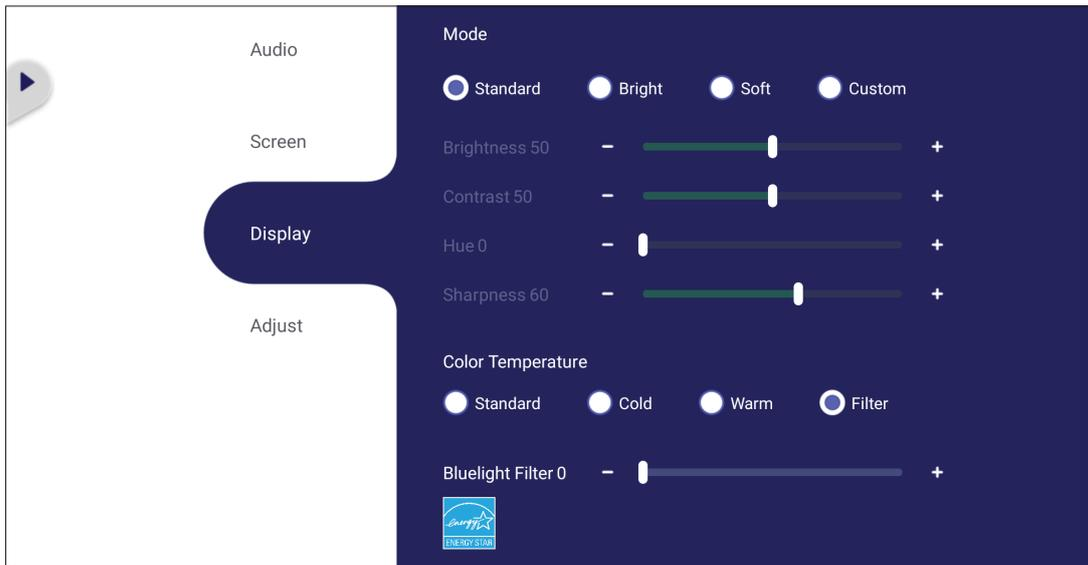 Audio
Screen
Display
Adjust
Mode
Standard Bright Soft Custom
Brightness 50 - +
Contrast 50 - +
Hue 0 - +
Sharpness 60 - +
Color Temperature
Standard Cold Warm Filter
Bluelight Filter 0 - +
energy
ENERGY STAR